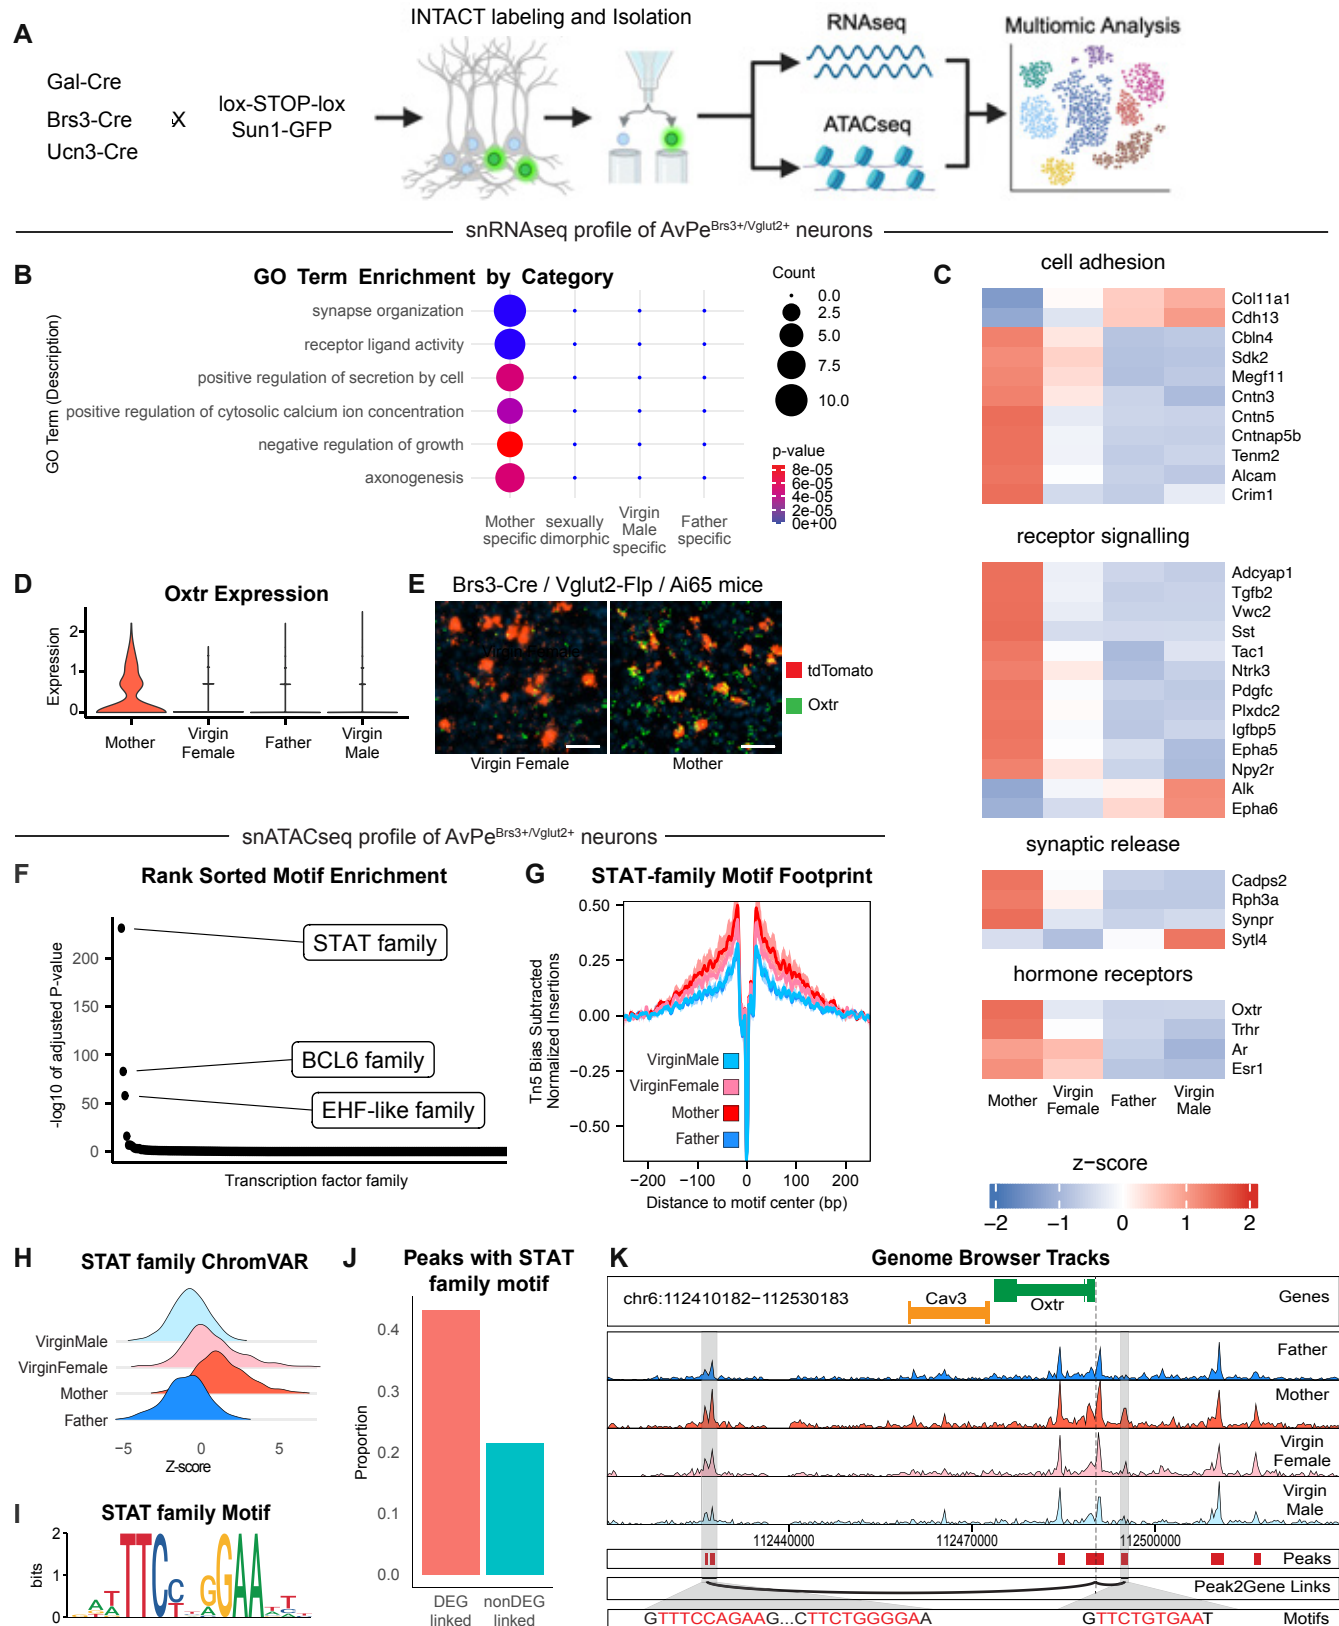 A
INTACT labeling and Isolation
Gal-Cre
Brs3-Cre
Ucn3-Cre
X
lox-STOP-lox
Sun1-GFP
RNAseq
ATACseq
Multiomic Analysis
snRNAseq profile of AvPeBrs3+/Vglut2+ neurons
B
GO Term Enrichment by Category
GO Term (Description)
synapse organization
receptor ligand activity
positive regulation of secretion by cell
positive regulation of cytosolic calcium ion concentration
negative regulation of growth
axonogenesis
Mother specific
sexually dimorphic
Virgin Male specific
Father specific
Count
0.0
2.5
5.0
7.5
10.0
p-value
8e-05
6e-05
4e-05
2e-05
0e+00
C
cell adhesion
Col11a1
Cdh13
Cbln4
Sdk2
Megf11
Cntn3
Cntn5
Cntnap5b
Tenm2
Alcam
Crim1
receptor signalling
Adcyap1
Tgfb2
Vwc2
Sst
Tac1
Ntrk3
Pdgfc
Plxdc2
Igfbp5
Epha5
Npy2r
Alk
Epha6
synaptic release
Cadps2
Rph3a
Synpr
Sytl4
hormone receptors
Oxtr
Trhr
Ar
Esr1
Mother
Virgin Female
Father
Virgin Male
z−score
−2 −1 0 1 2
D
Oxtr Expression
Expression
2
1
0
Mother
Virgin Female
Father
Virgin Male
E
Brs3-Cre / Vglut2-Flp / Ai65 mice
Virgin Female
Virgin Female
Mother
tdTomato
Oxtr
snATACseq profile of AvPeBrs3+/Vglut2+ neurons
F
Rank Sorted Motif Enrichment
-log10 of adjusted P-value
200
150
100
50
0
STAT family
BCL6 family
EHF-like family
Transcription factor family
G
STAT-family Motif Footprint
Tn5 Bias Subtracted
Normalized Insertions
0.50
0.25
0.00
−0.25
−0.50
VirginMale
VirginFemale
Mother
Father
−200 −100 0 100 200
Distance to motif center (bp)
H
STAT family ChromVAR
VirginMale
VirginFemale
Mother
Father
−5 0 5
Z-score
I
STAT family Motif
bits
2
1
0
J
Peaks with STAT
family motif
Proportion
0.4
0.3
0.2
0.1
0.0
DEG linked
nonDEG linked
K
Genome Browser Tracks
chr6:112410182−112530183
Cav3
Oxtr
Genes
Father
Mother
Virgin Female
Virgin Male
112440000 112470000 112500000
Peaks
Peak2Gene Links
GTTTCCAGAAG...CTTCTGGGGAA
GTTCTGTGAAT
Motifs